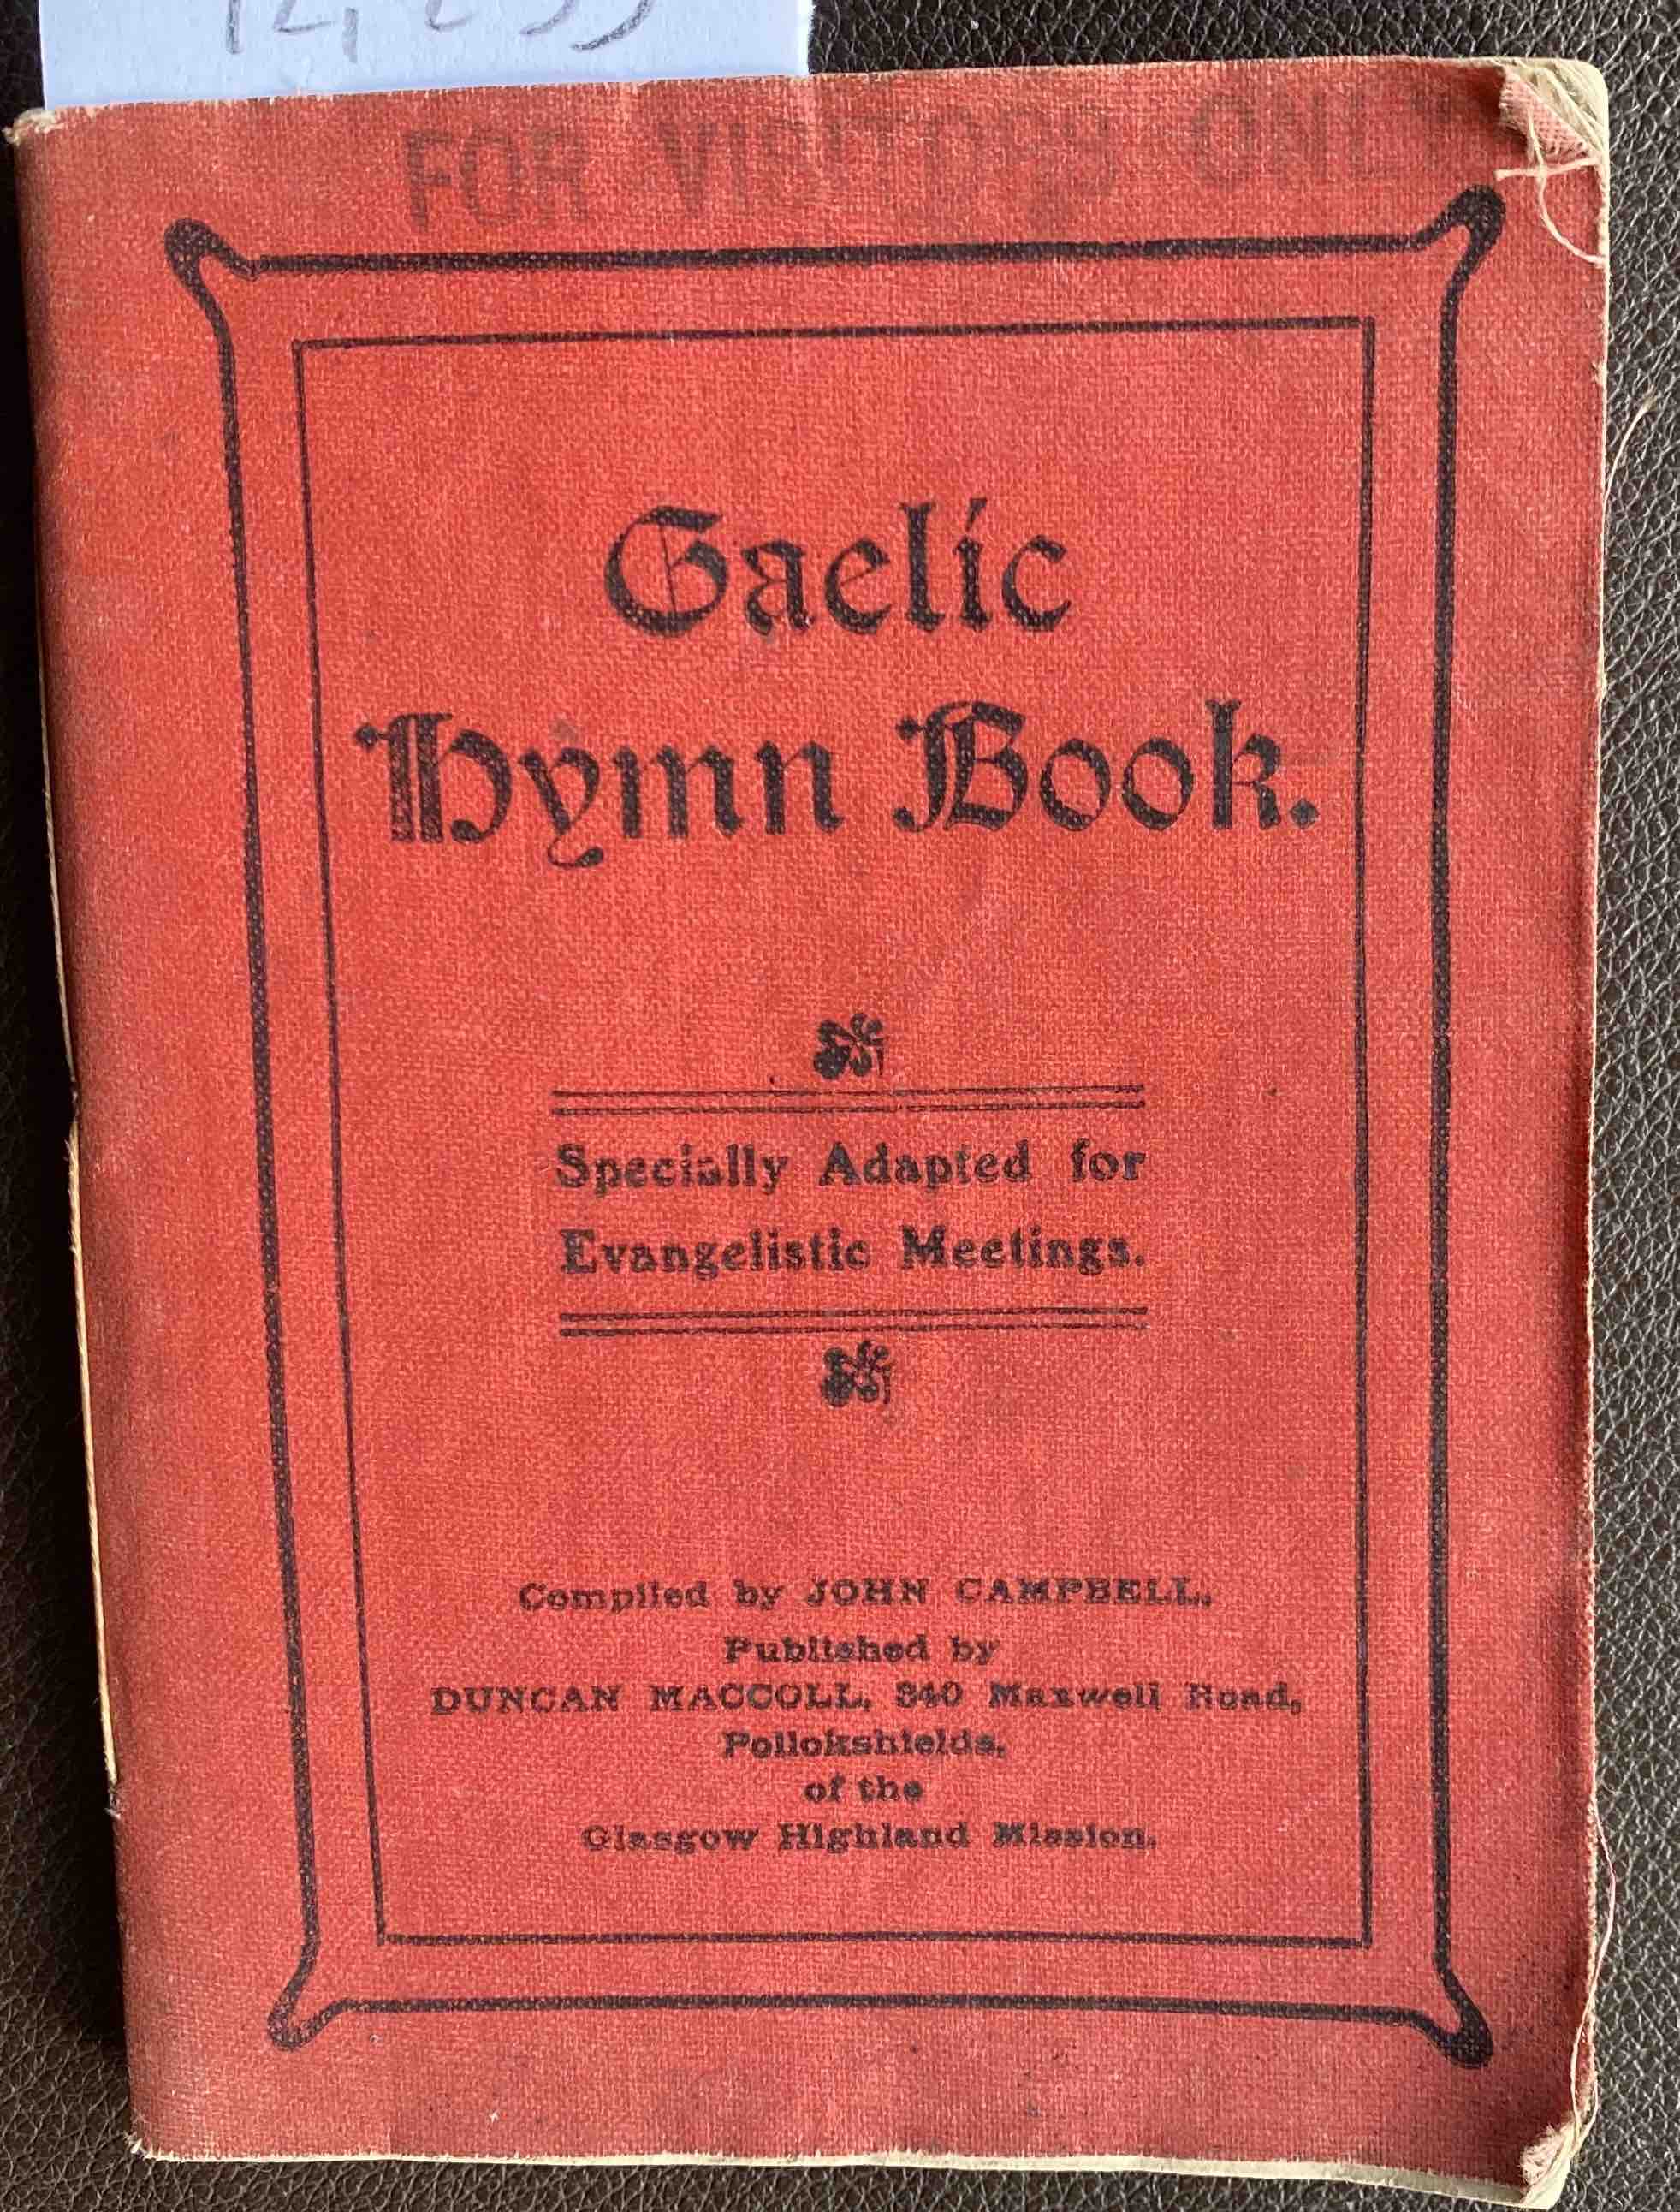 FOR VISITORS ONLY
Gaelic
Hymn Book.
Specially Adapted for
Evangelistic Meetings.
Compiled by JOHN CAMPBELL.
Published by
DUNCAN MACCOLL, 340 Maxwell Road,
Pollokshields,
of the
Glasgow Highland Mission.